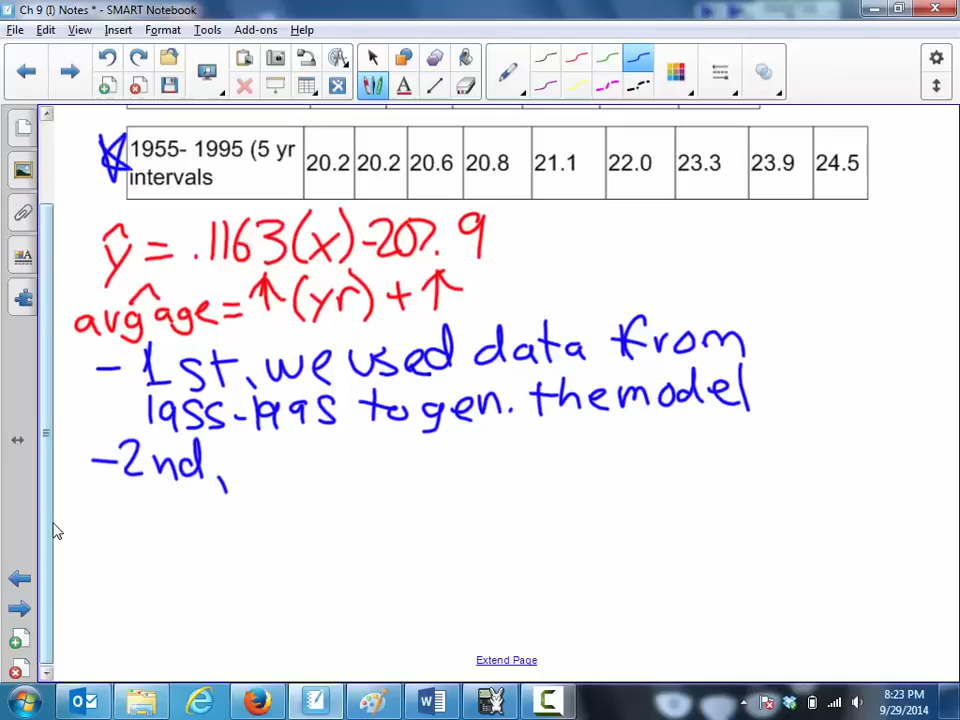 Ch 9 (I) Notes * - SMART Notebook
File Edit View Insert Format Tools Add-ons Help
1955- 1995 (5 yr intervals 20.2 20.2 20.6 20.8 21.1 22.0 23.3 23.9 24.5
ŷ = .1163(x)-207.9
avg age = ↑ (yr) + ↑
- 1st, we used data from
1955-1995 to gen. the model
- 2nd,
Extend Page
8:23 PM
9/29/2014